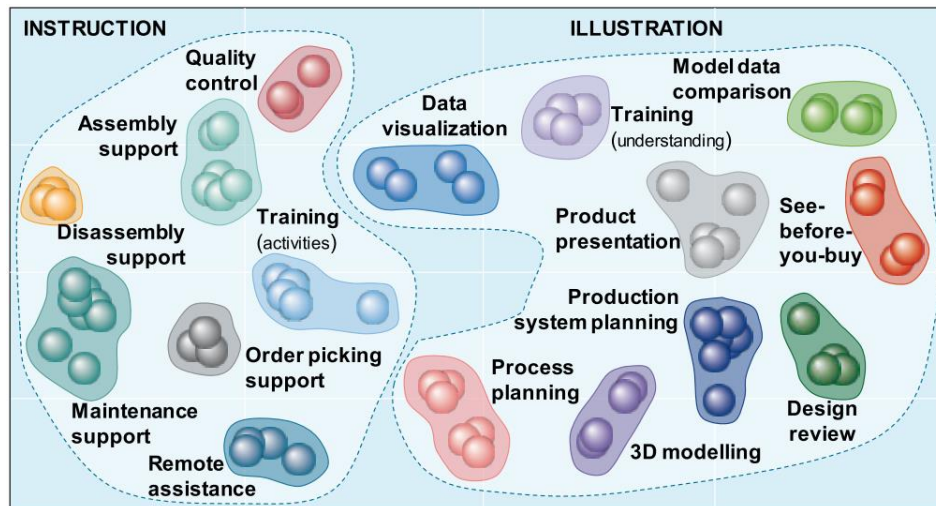 INSTRUCTION
Quality
control
Assembly
support
Disassembly
support
Training
(activities)
Order picking
support
Maintenance
support
Remote
assistance
ILLUSTRATION
Data
visualization
Training
(understanding)
Model data
comparison
Product
presentation
See-
before-
you-buy
Production
system planning
Process
planning
3D modelling
Design
review